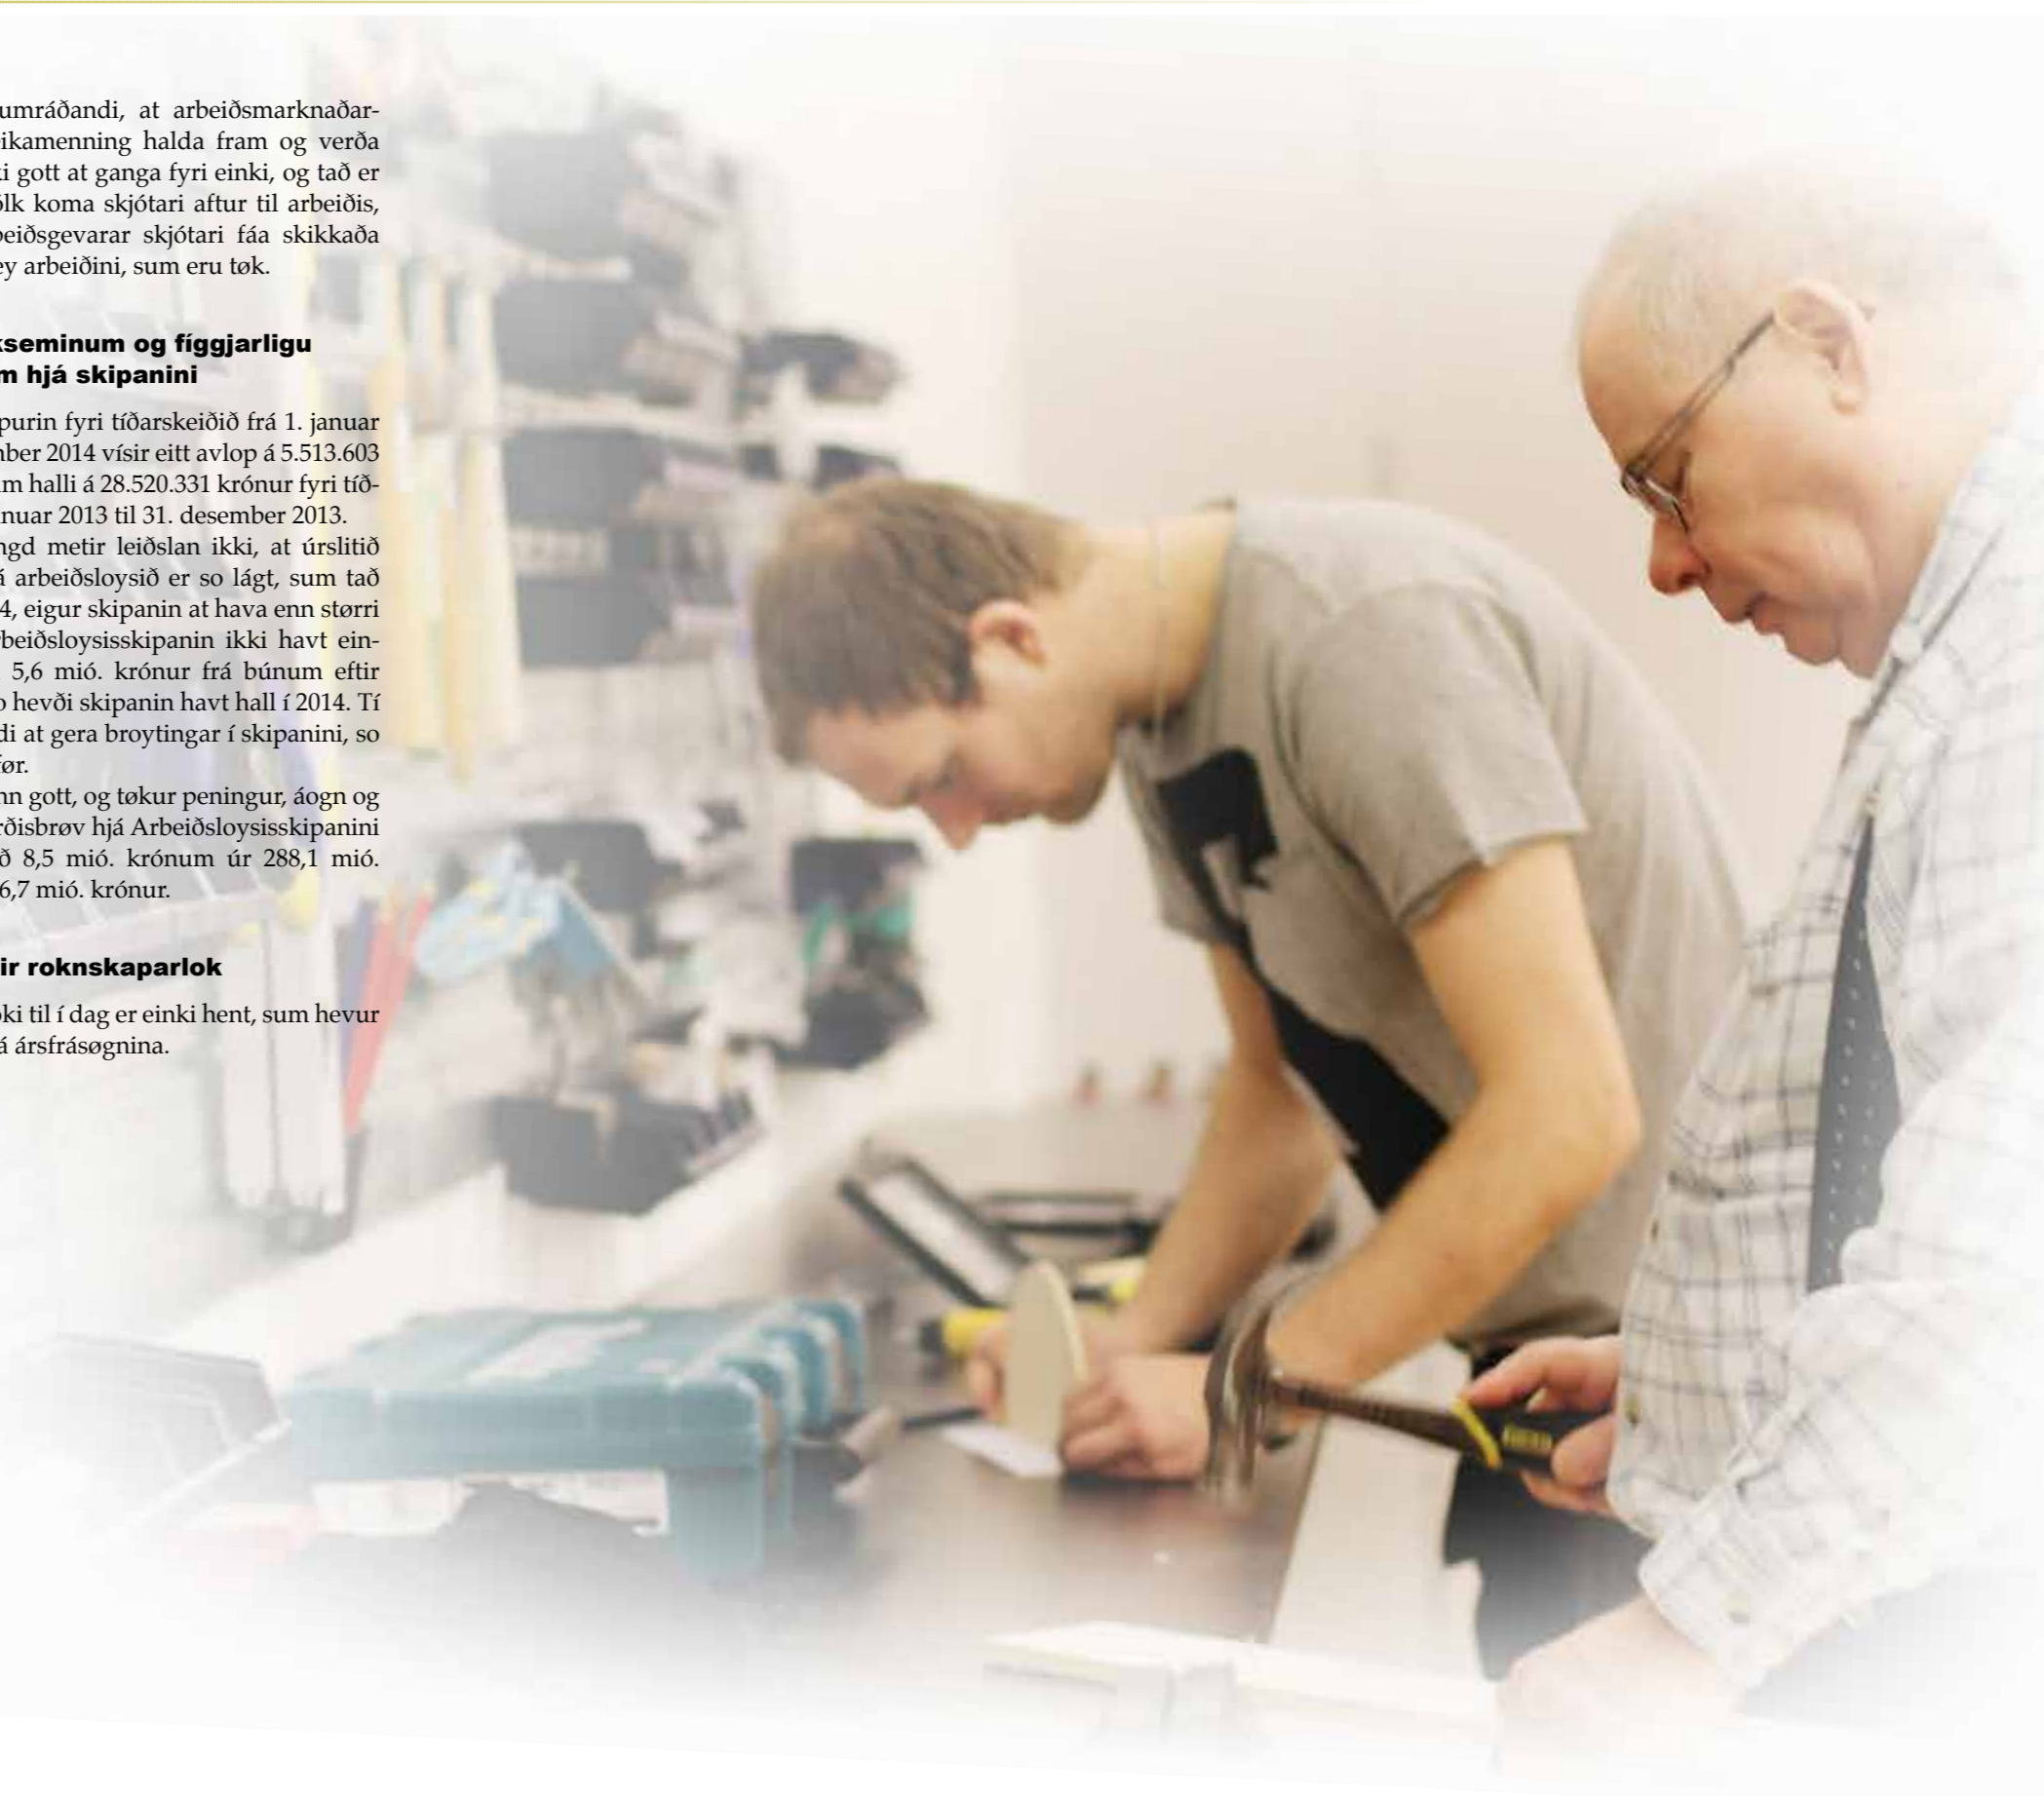 umráðandi, at arbeiðsmarknaðar-
ikamenning halda fram og verða
i gott at ganga fyri einki, og tað er
ólk koma skjótari aftur til arbeiðis,
beiðsgevarar skjótari fáa skikkaða
ey arbeiðini, sum eru tøk.
kseminum og fíggjarligu
m hjá skipanini
purin fyri tíðarskeiðið frá 1. januar
nber 2014 vísir eitt avlop á 5.513.603
um halli á 28.520.331 krónur fyri tíð-
nuar 2013 til 31. desember 2013.
ngd metir leiðslan ikki, at úrslitið
á arbeiðsloysið er so lágt, sum tað
4, eigur skipanin at hava enn størri
rbeiðsloysisskipanin ikki havt ein-
5,6 mió. krónur frá búnum eftir
o hevði skipanin havt hall í 2014. Tí
di at gera broytingar í skipanini, so
før.
nn gott, og tøkur peningur, áogn og
rðisbrøv hjá Arbeiðsloysisskipanini
ð 8,5 mió. krónum úr 288,1 mió.
6,7 mió. krónur.
ir roknskaparlok
oki til í dag er einki hent, sum hevur
á ársfrásøgnina.